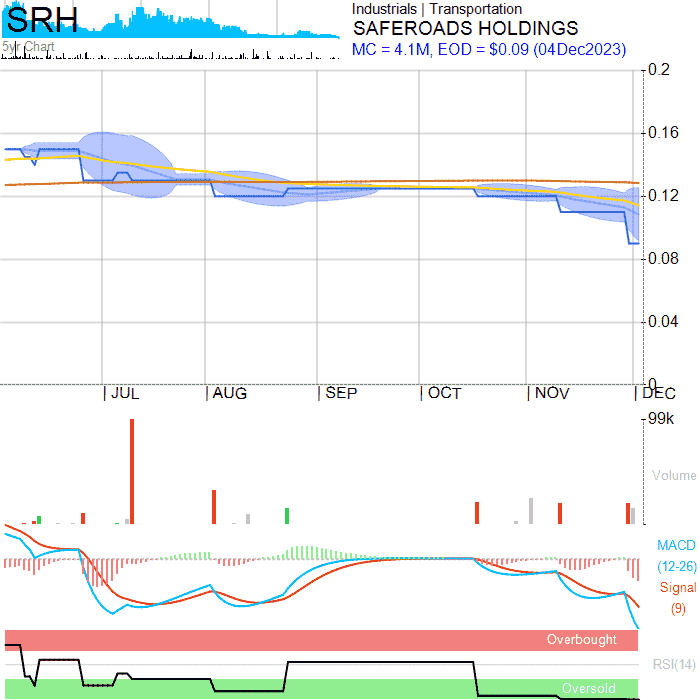 SRH
5yr Chart
Industrials | Transportation
SAFEROADS HOLDINGS
MC = 4.1M, EOD = $0.09 (04Dec2023)
0.2
0.16
0.12
0.08
0.04
0
JUL AUG SEP OCT NOV DEC
99k
Volume
MACD
(12-26)
Signal
(9)
Overbought
RSI(14)
Oversold